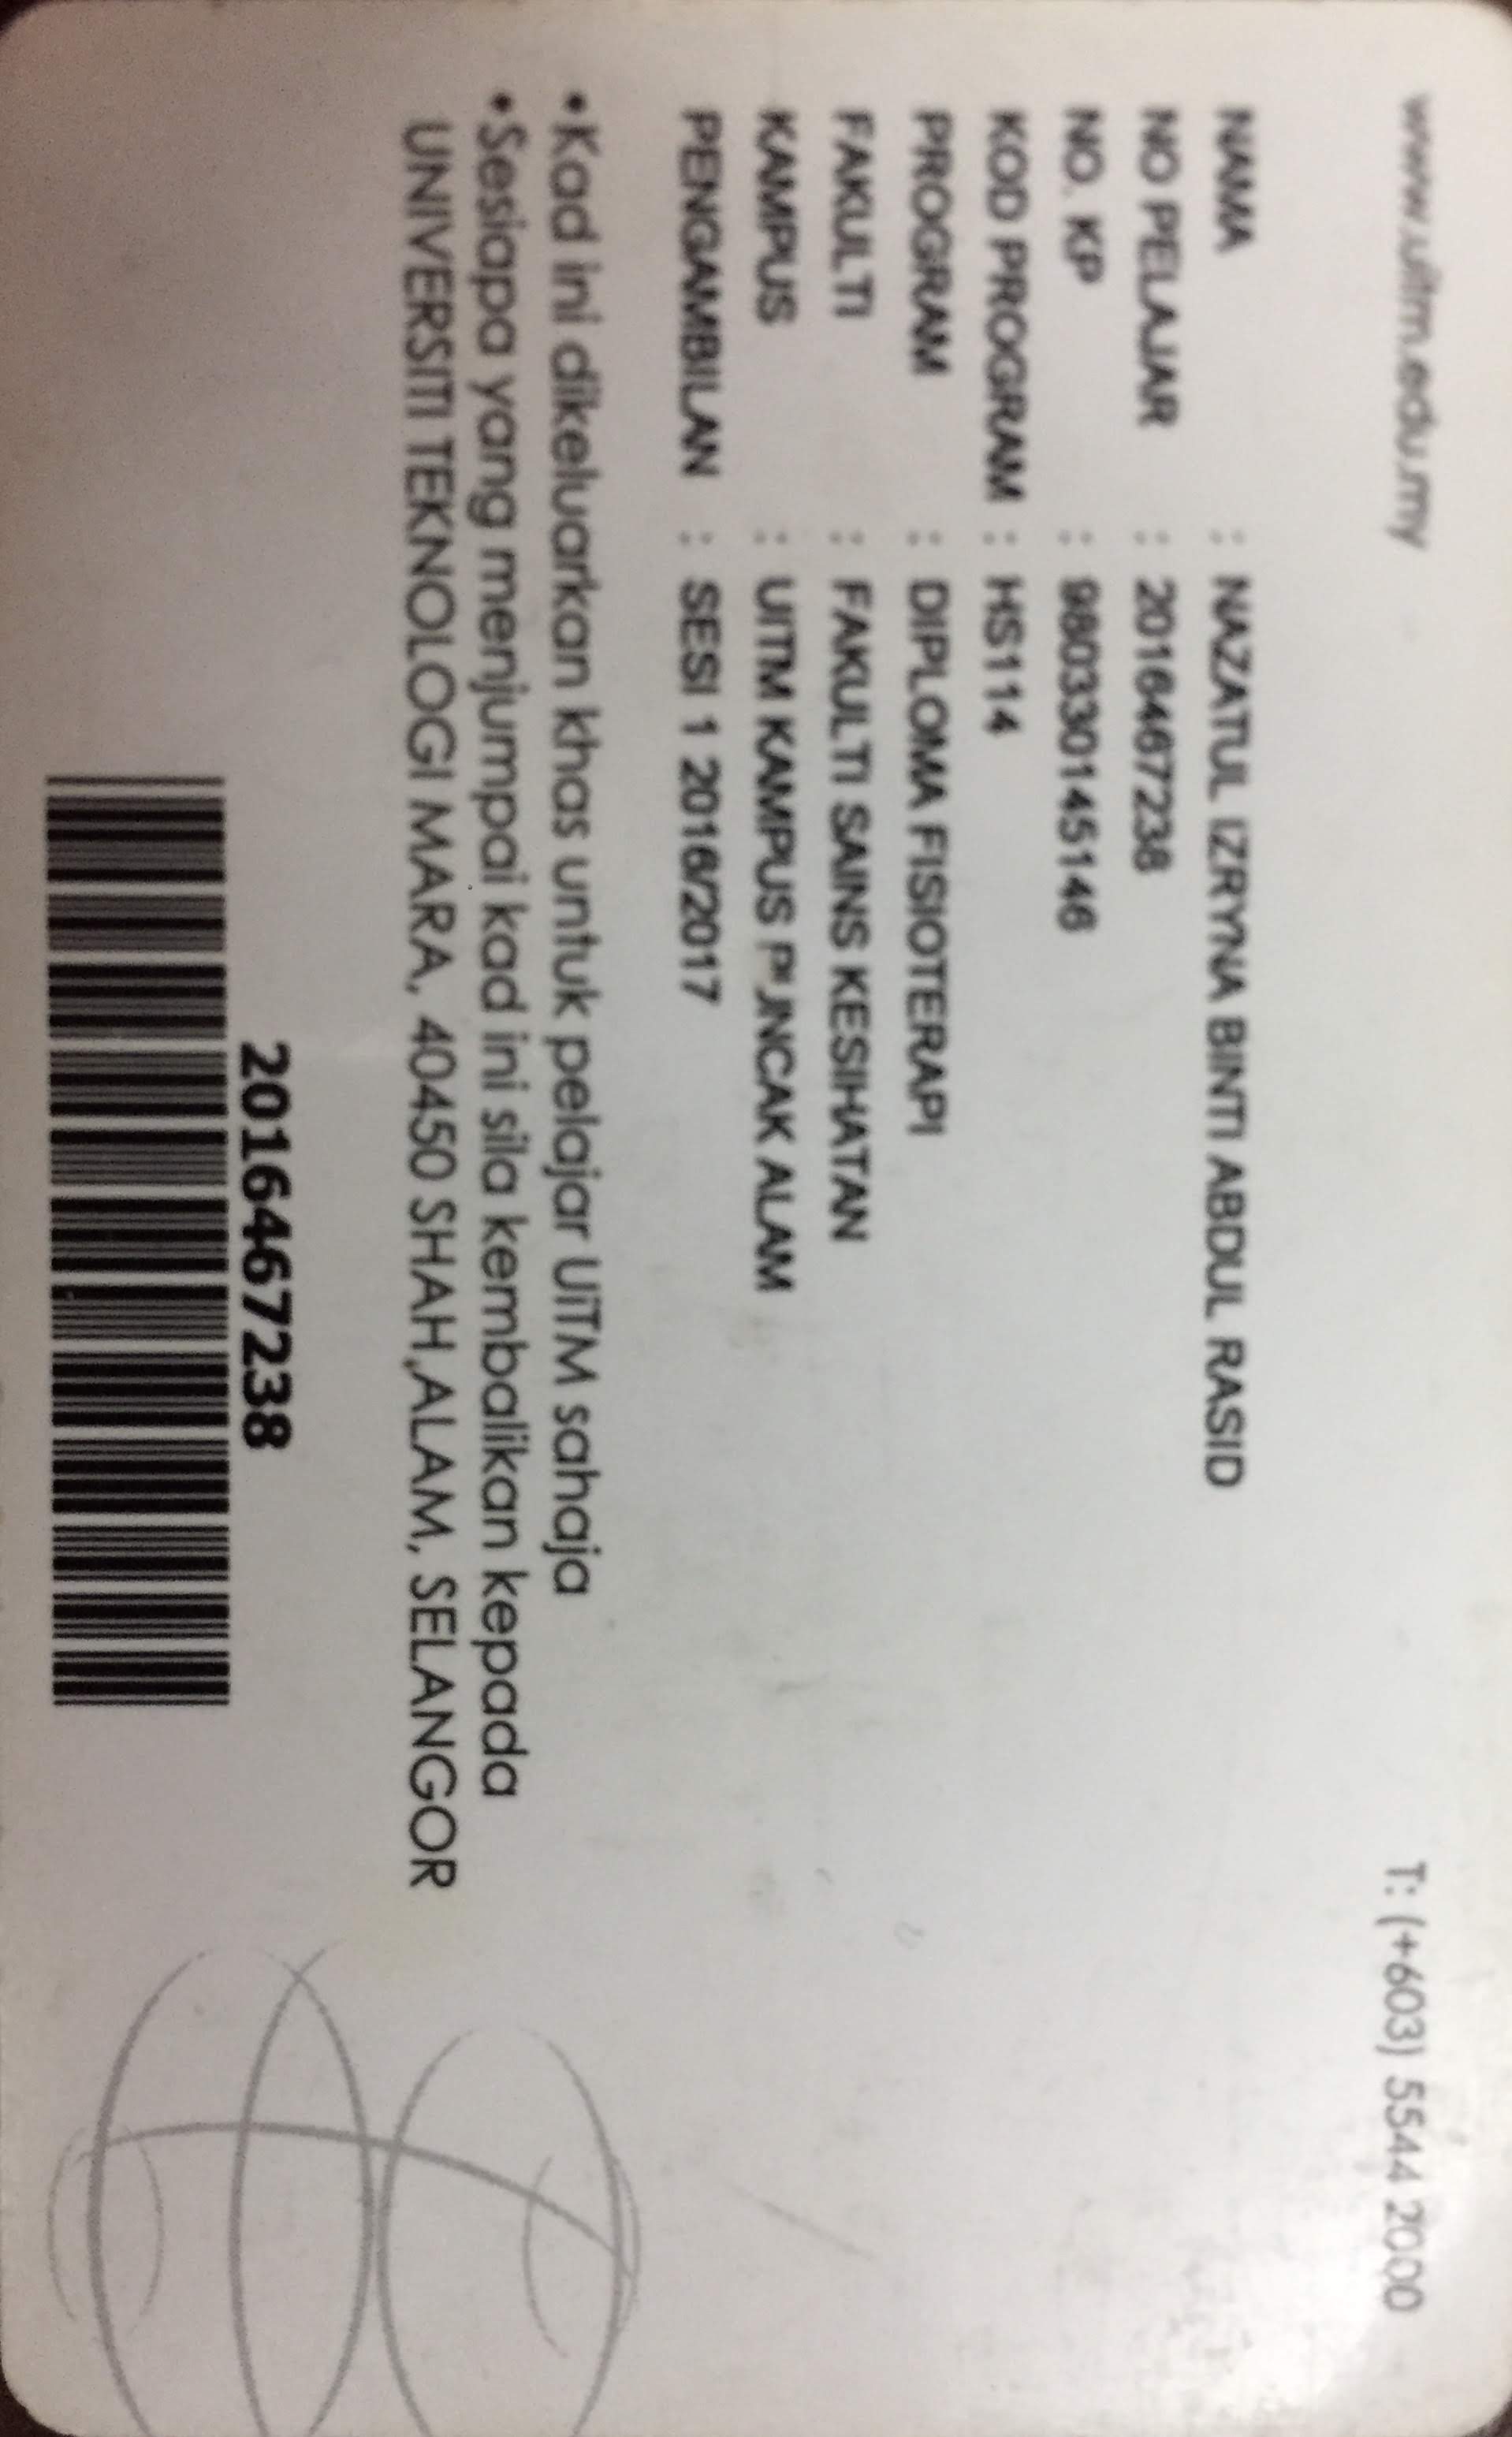 www.uitm.edu.my T: (+603) 5544 2000
NAMA : NAZATUL IZRYNA BINTI ABDUL RASID
NO PELAJAR : 2016467238
NO. KP : 980330145146
KOD PROGRAM : HS114
PROGRAM : DIPLOMA FISIOTERAPI
FAKULTI : FAKULTI SAINS KESIHATAN
KAMPUS : UITM KAMPUS PUNCAK ALAM
PENGAMBILAN : SESI 1 2016/2017
• Kad ini dikeluarkan khas untuk pelajar UiTM sahaja
• Sesiapa yang menjumpai kad ini sila kembalikan kepada
UNIVERSITI TEKNOLOGI MARA, 40450 SHAH ALAM, SELANGOR
2016467238